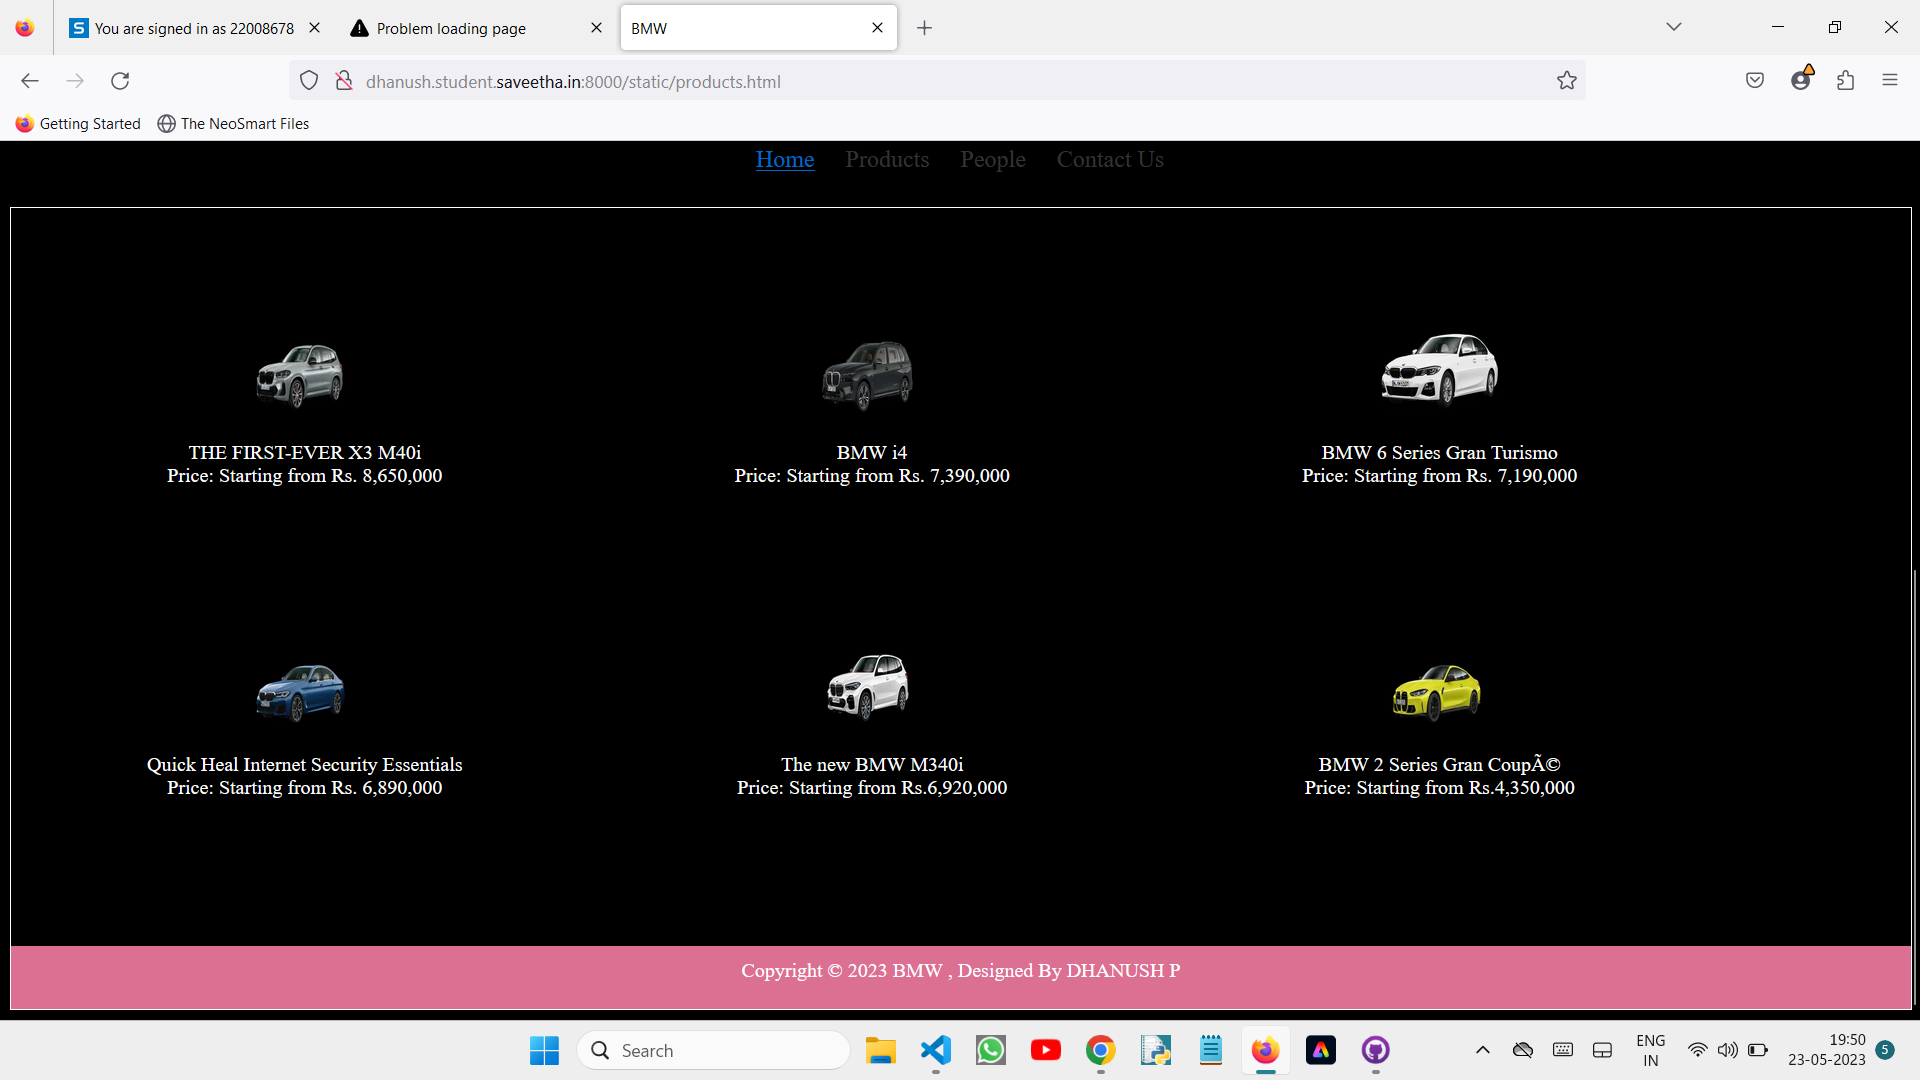 You are signed in as 22008678
Problem loading page
BMW
dhanush.student.saveetha.in:8000/static/products.html
Getting Started
The NeoSmart Files
Home Products People Contact Us
THE FIRST-EVER X3 M40i
Price: Starting from Rs. 8,650,000
BMW i4
Price: Starting from Rs. 7,390,000
BMW 6 Series Gran Turismo
Price: Starting from Rs. 7,190,000
Quick Heal Internet Security Essentials
Price: Starting from Rs. 6,890,000
The new BMW M340i
Price: Starting from Rs.6,920,000
BMW 2 Series Gran CoupÃ©
Price: Starting from Rs.4,350,000
Copyright © 2023 BMW , Designed By DHANUSH P
Search
ENG
IN
19:50
23-05-2023
5